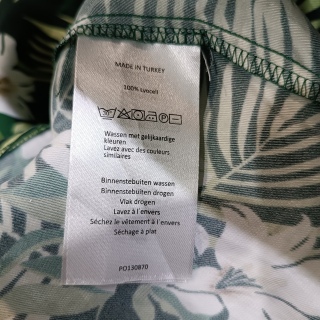 MADE IN TURKEY
100% Lyocell
Wassen met gelijkaardige
kleuren
Lavez avec des couleurs
similaires
Binnenstebuiten wassen
Binnenstebuiten drogen
Vlak drogen
Lavez à l'envers
Séchez le vêtement à l'envers
Séchage à plat
PO130870